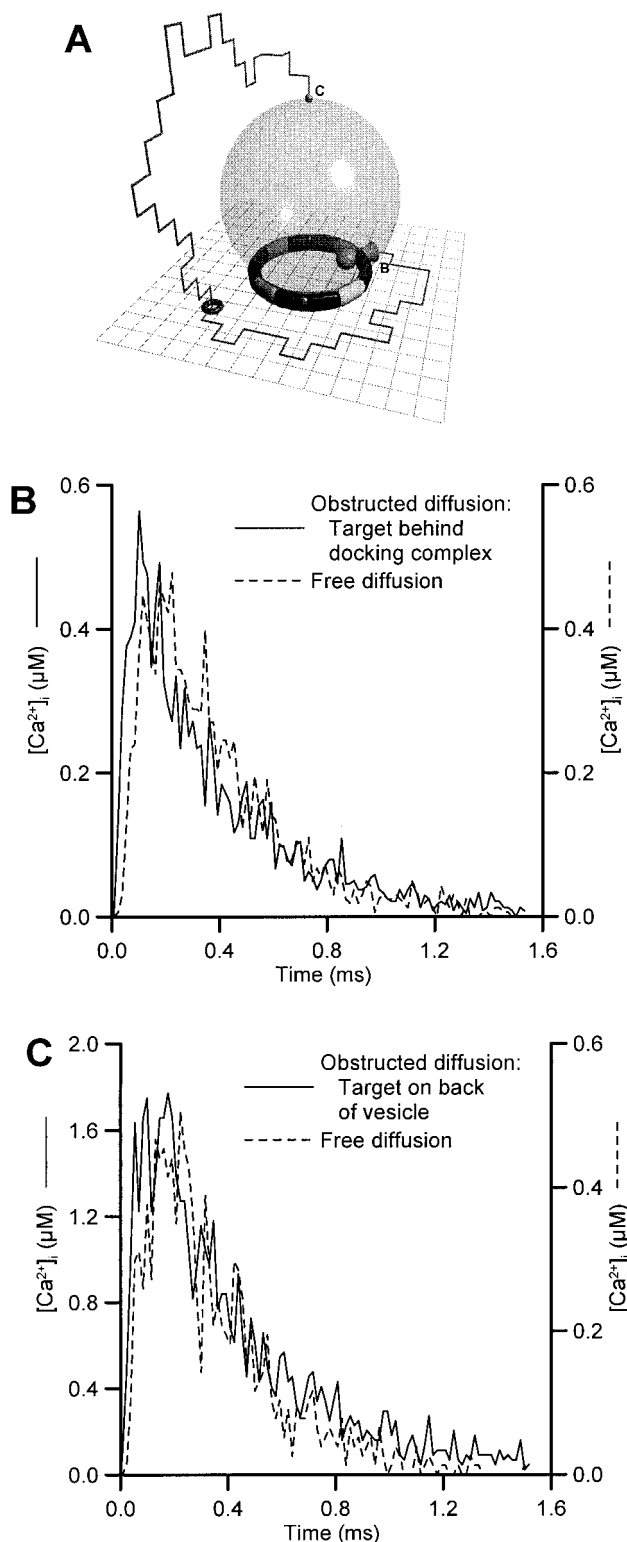 A
C
B
B
0.6
0.4
0.2
0.0
[Ca²⁺]ᵢ (µM)
Obstructed diffusion:
Target behind
docking complex
Free diffusion
0.6
0.4
0.2
0.0
[Ca²⁺]ᵢ (µM)
0.0 0.4 0.8 1.2 1.6
Time (ms)
C
2.0
1.6
1.2
0.8
0.4
0.0
[Ca²⁺]ᵢ (µM)
Obstructed diffusion:
Target on back
of vesicle
Free diffusion
0.6
0.4
0.2
0.0
[Ca²⁺]ᵢ (µM)
0.0 0.4 0.8 1.2 1.6
Time (ms)